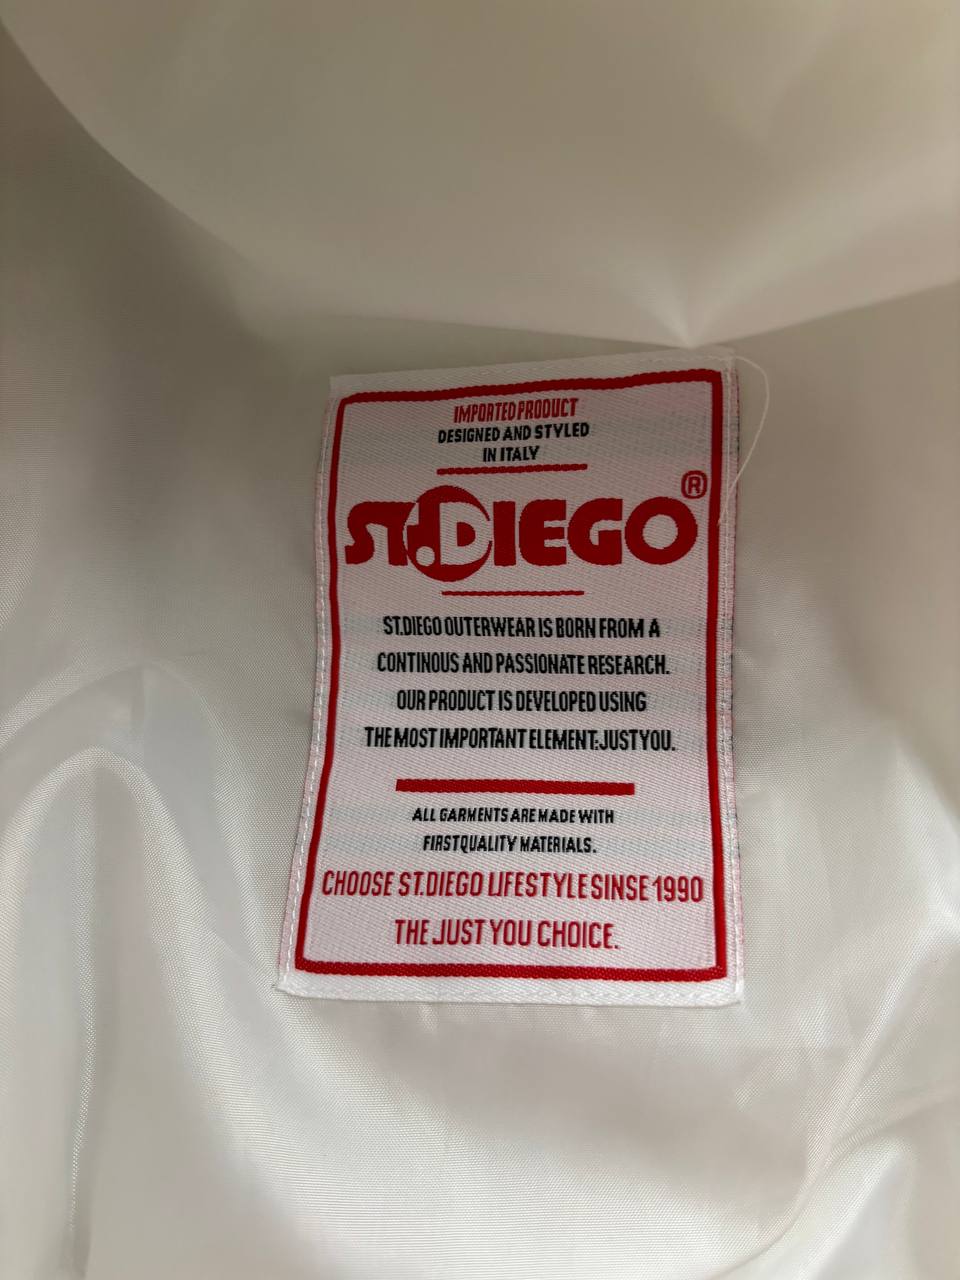 IMPORTED PRODUCT
DESIGNED AND STYLED
IN ITALY
ST.DIEGO®
ST.DIEGO OUTERWEAR IS BORN FROM A
CONTINOUS AND PASSIONATE RESEARCH.
OUR PRODUCT IS DEVELOPED USING
THE MOST IMPORTANT ELEMENT:JUST YOU.
ALL GARMENTS ARE MADE WITH
FIRST QUALITY MATERIALS.
CHOOSE ST.DIEGO LIFESTYLE SINSE 1990
THE JUST YOU CHOICE.